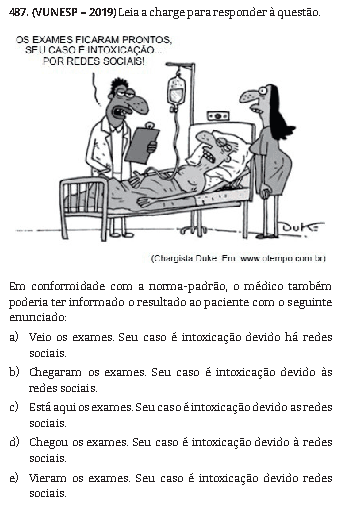 487. (VUNESP – 2019) Leia a charge para responder à questão.
OS EXAMES FICARAM PRONTOS,
SEU CASO É INTOXICAÇÃO...
POR REDES SOCIAIS!
DUKE
(Chargista Duke. Em: www.otempo.com.br)
Em conformidade com a norma-padrão, o médico também
poderia ter informado o resultado ao paciente com o seguinte
enunciado:
a) Veio os exames. Seu caso é intoxicação devido há redes
sociais.
b) Chegaram os exames. Seu caso é intoxicação devido às
redes sociais.
c) Está aqui os exames. Seu caso é intoxicação devido as redes
sociais.
d) Chegou os exames. Seu caso é intoxicação devido à redes
sociais.
e) Vieram os exames. Seu caso é intoxicação devido redes
sociais.